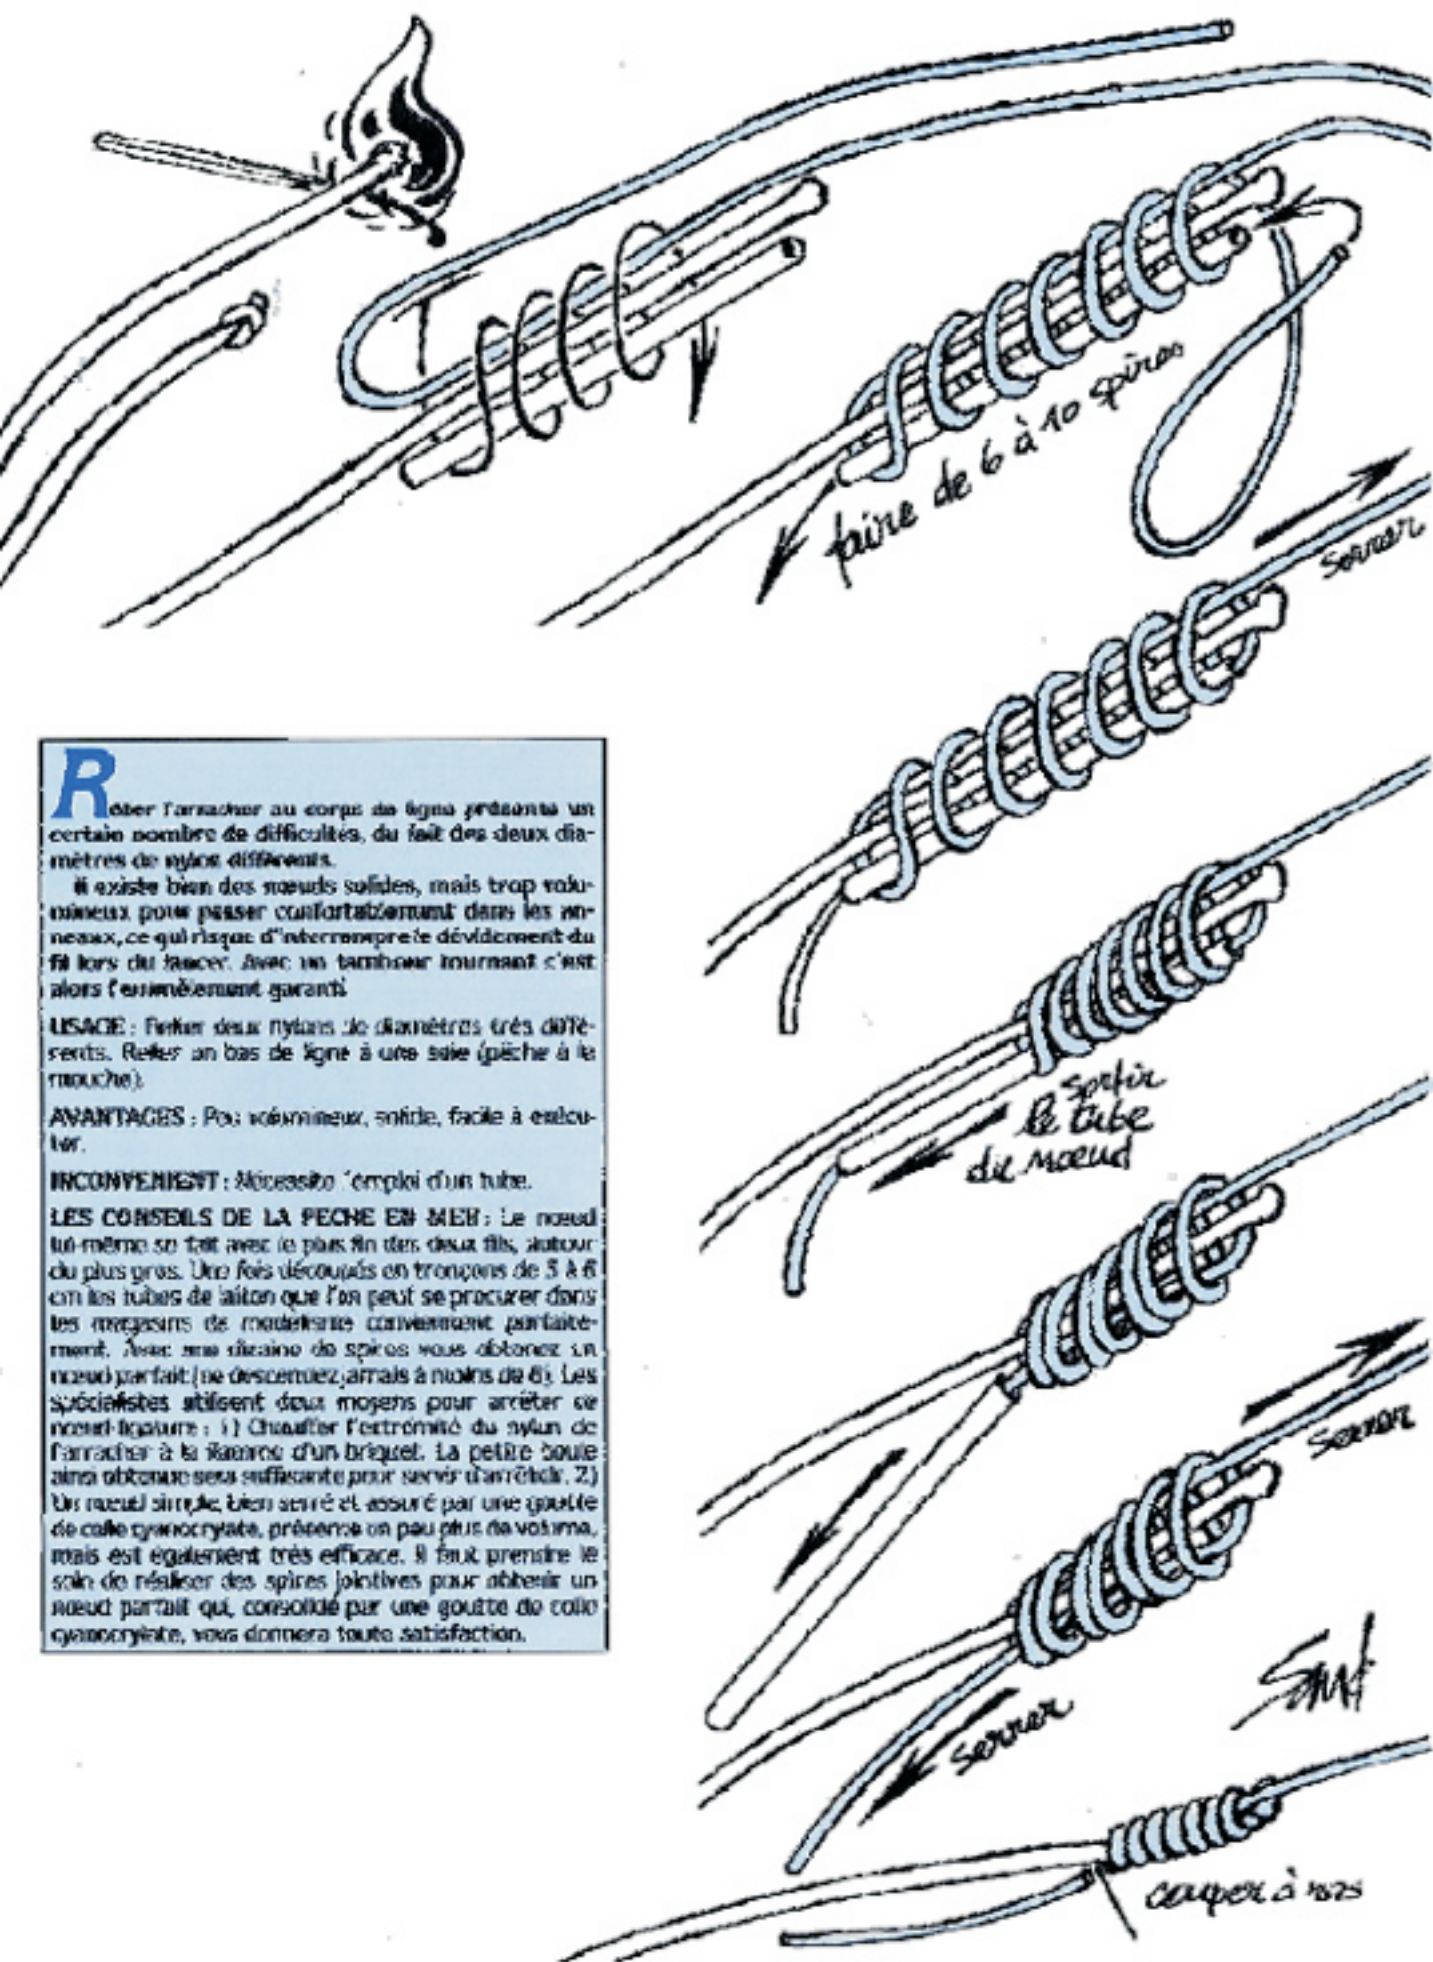 faire de 6 à 10 spires
serrer
Relier l'arracher au corps de ligne présente un
certain nombre de difficultés, du fait des deux dia-
mètres de nylon différents.
Il existe bien des nœuds solides, mais trop volu-
mineux pour passer confortablement dans les an-
neaux, ce qui risque d'interrompre le dévidement du
fil lors du lancer. Avec un tambour tournant c'est
alors l'emmêlement garanti
USAGE : Relier deux nylons de diamètres très diffé-
rents. Relier un bas de ligne à une soie (pêche à la
mouche).
AVANTAGES : Peu volumineux, solide, facile à exécu-
ter.
INCONVENIENT : Nécessite l'emploi d'un tube.
LES CONSEILS DE LA PECHE EN MER : Le nœud
lui-même se fait avec le plus fin des deux fils, autour
du plus gros. Une fois découpés en tronçons de 5 à 6
cm les tubes de laiton que l'on peut se procurer dans
les magasins de modélisme conviennent parfaite-
ment. Avec une dizaine de spires vous obtenez un
nœud parfait (ne descendez jamais à moins de 6). Les
spécialistes utilisent deux moyens pour arrêter ce
nœud-ligature : 1) Chauffer l'extrémité du nylon de
l'arracher à la flamme d'un briquet. La petite boule
ainsi obtenue sera suffisante pour servir d'arrêtoir. 2)
Un nœud simple, bien serré et assuré par une goutte
de colle cyanocrylate, présente un peu plus de volume,
mais est également très efficace. Il faut prendre le
soin de réaliser des spires jointives pour obtenir un
nœud parfait qui, consolidé par une goutte de colle
cyanocrylate, vous donnera toute satisfaction.
sortir
le tube
du nœud
serrer
serrer
couper à ras